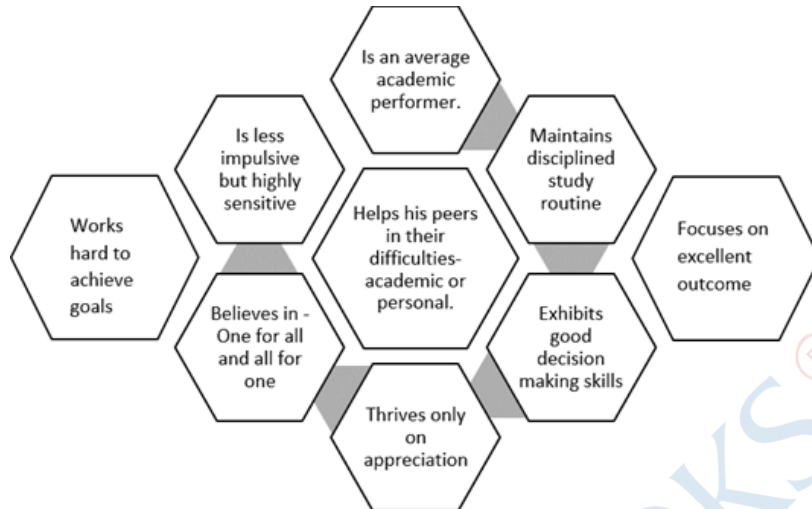 Is an average
academic
performer.
Is less
impulsive
but highly
sensitive
Maintains
disciplined
study
routine
Works
hard to
achieve
goals
Helps his peers
in their
difficulties-
academic or
personal.
Focuses on
excellent
outcome
Believes in -
One for all
and all for
one
Exhibits
good
decision
making skills
Thrives only
on
appreciation
OKS